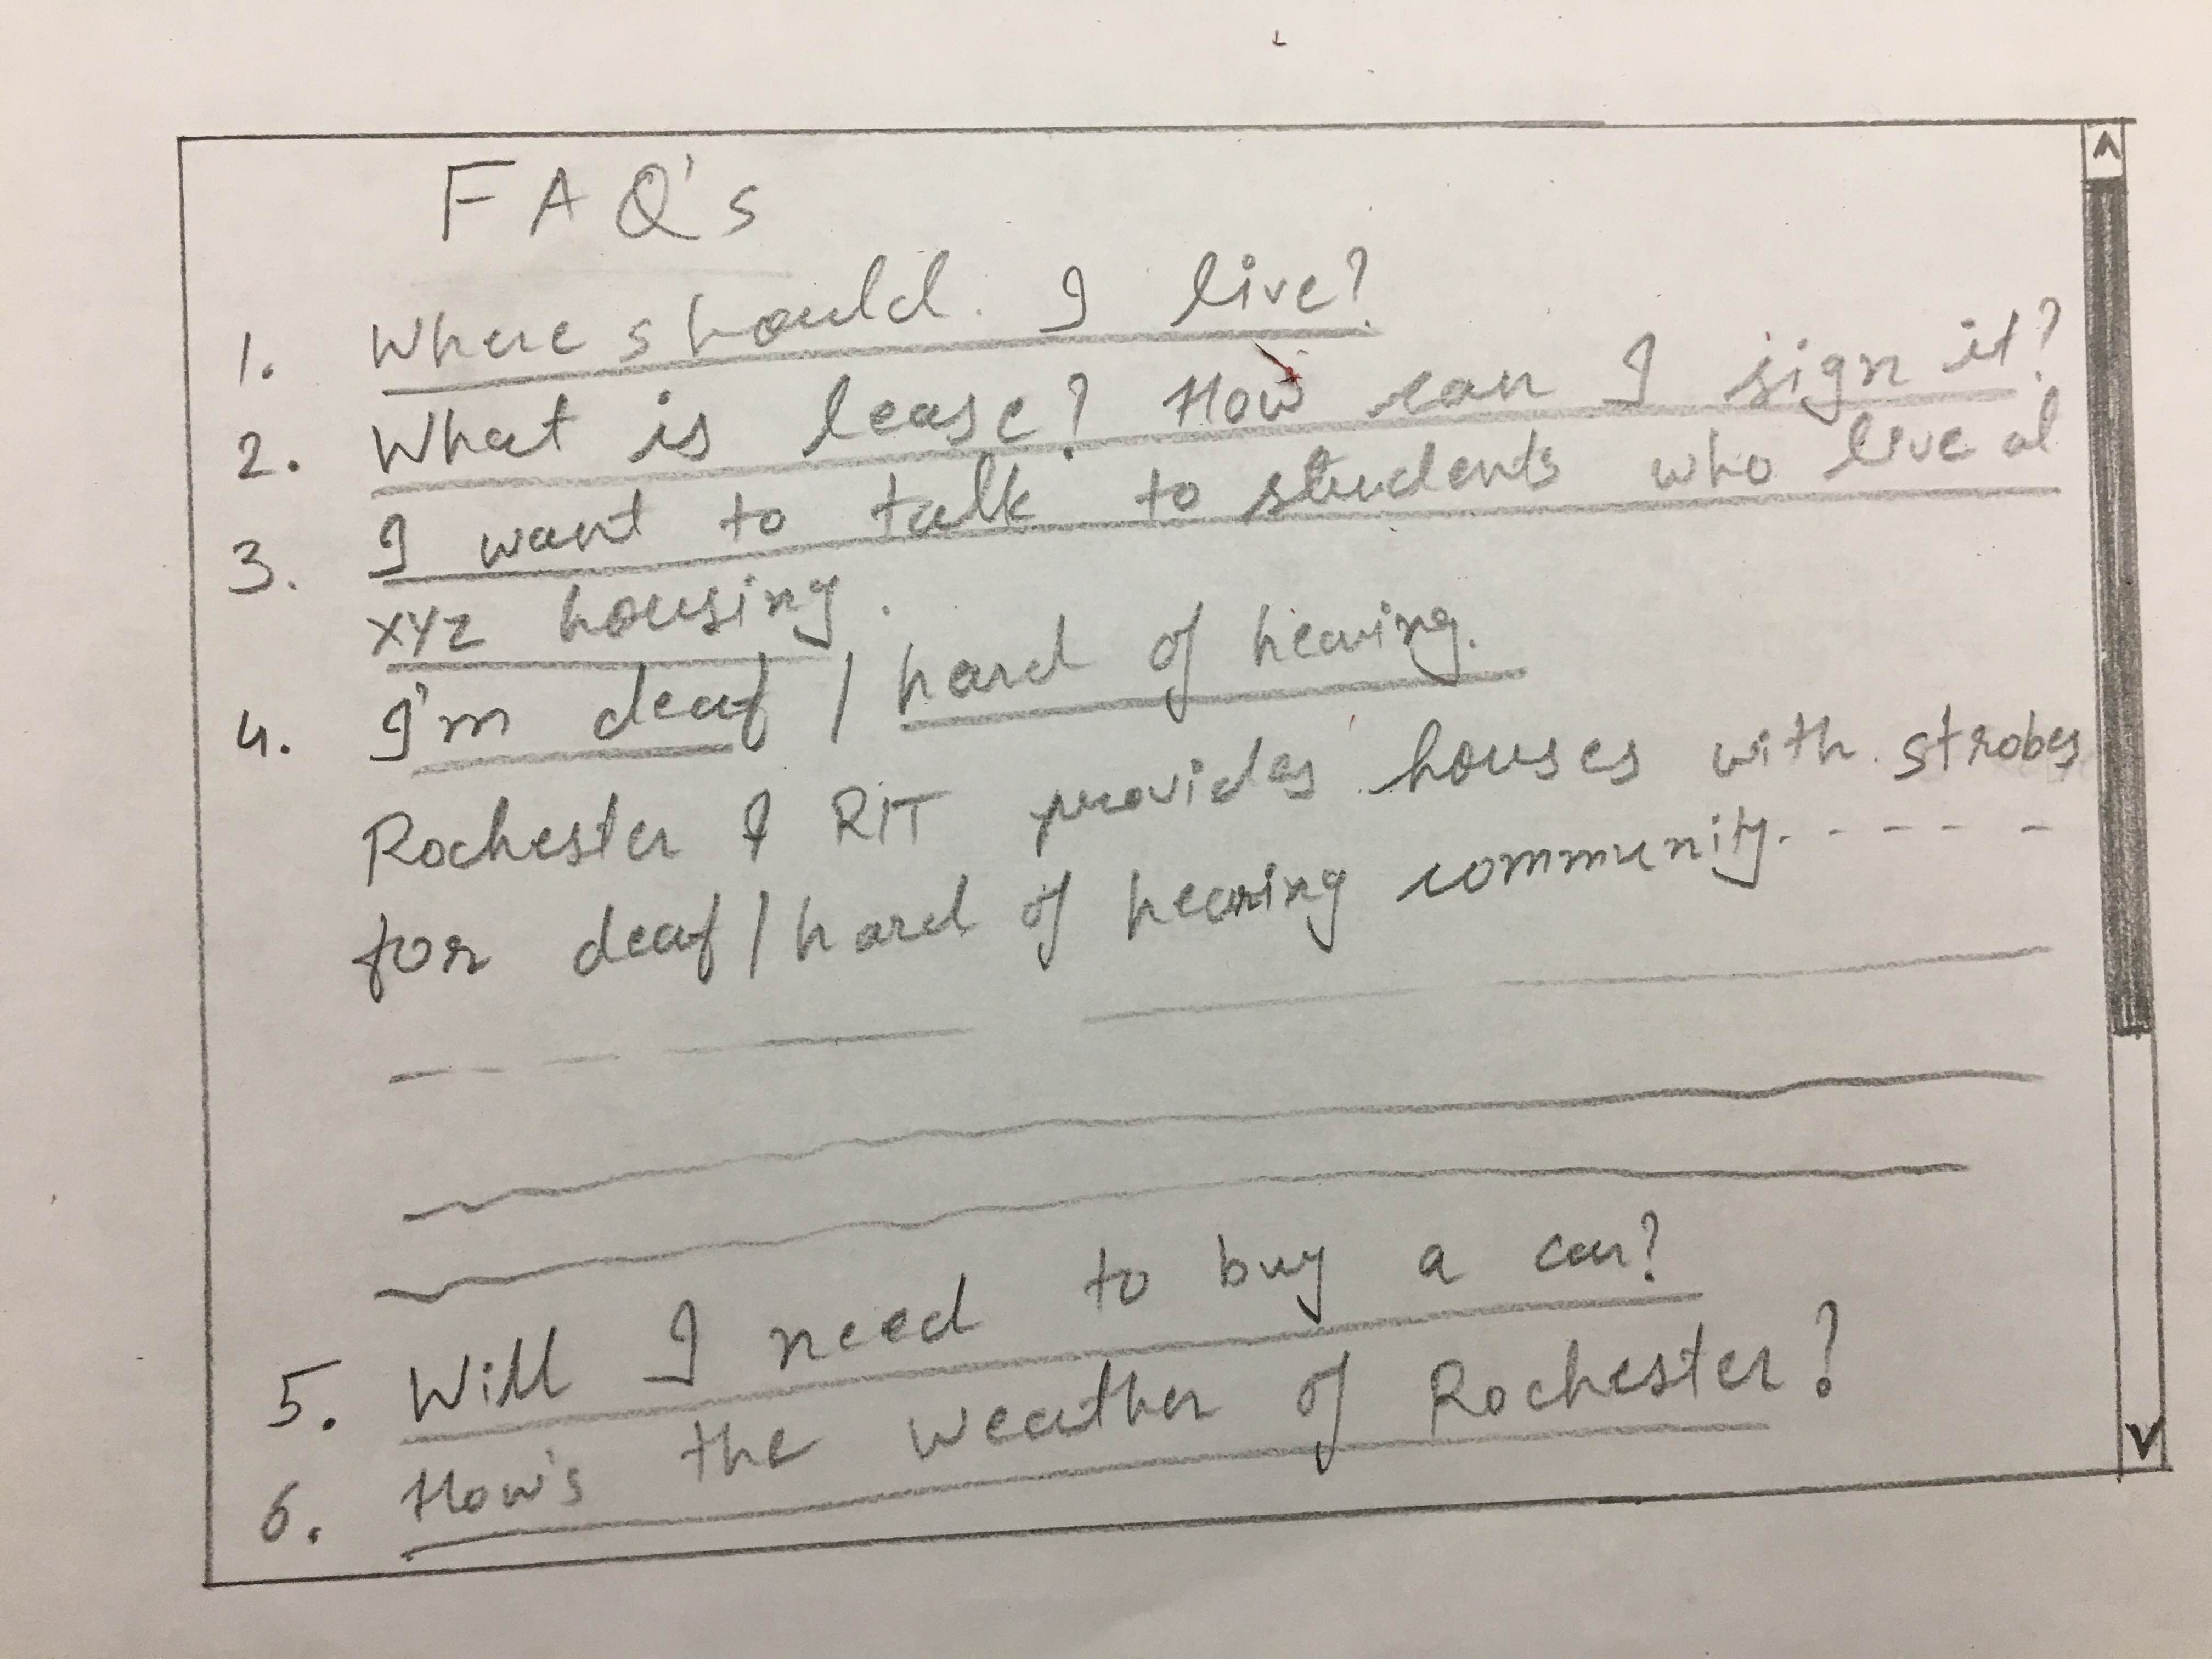 FAQ's
1. Where should I live?
2. What is lease? How can I sign it?
3. I want to talk to students who live at
XYZ housing.
4. I'm deaf / hard of hearing.
Rochester & RIT provides houses with strobes
for deaf / hard of hearing community. - - - -
5. Will I need to buy a car?
6. How's the weather of Rochester?